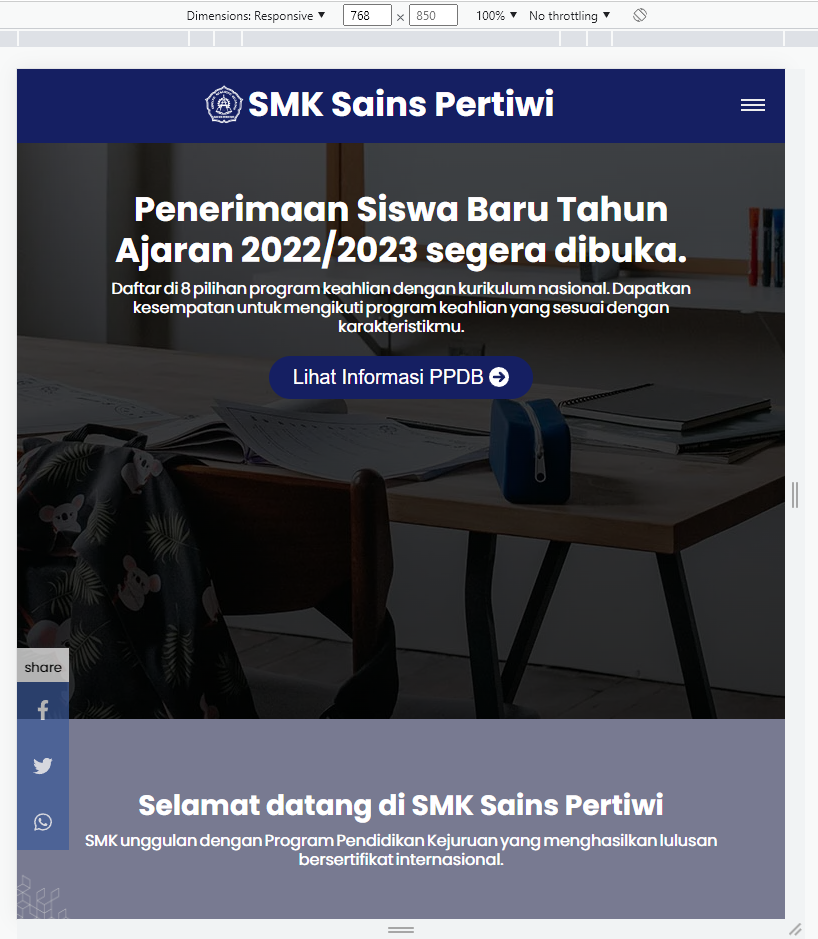 Dimensions: Responsive ▼ 768 × 850 100% ▼ No throttling ▼
SMK Sains Pertiwi
Penerimaan Siswa Baru Tahun
Ajaran 2022/2023 segera dibuka.
Daftar di 8 pilihan program keahlian dengan kurikulum nasional. Dapatkan
kesempatan untuk mengikuti program keahlian yang sesuai dengan
karakteristikmu.
Lihat Informasi PPDB
share
Selamat datang di SMK Sains Pertiwi
SMK unggulan dengan Program Pendidikan Kejuruan yang menghasilkan lulusan
bersertifikat internasional.